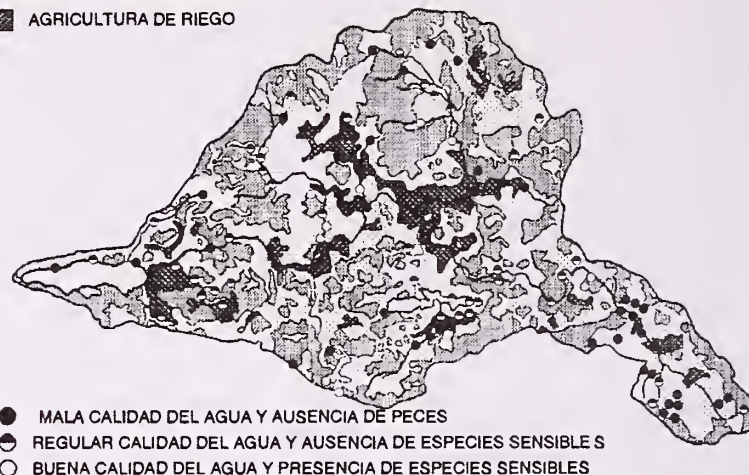 AGRICULTURA DE RIEGO
MALA CALIDAD DEL AGUA Y AUSENCIA DE PECES
REGULAR CALIDAD DEL AGUA Y AUSENCIA DE ESPECIES SENSIBLES
BUENA CALIDAD DEL AGUA Y PRESENCIA DE ESPECIES SENSIBLES